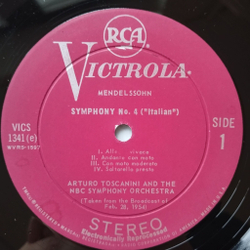 RCA
VICTROLA
MENDELSSOHN
SYMPHONY No. 4 ("Italian")
VICS
1341(e)
SIDE
1
I.
II. Andante con moto
III. Con moto moderato
IV. Saltarello presto
ARTURO TOSCANINI AND THE
NBC SYMPHONY ORCHESTRA
(Taken from the Broadcast of
Feb. 28, 1954)
STEREO
Electronically Reprocessed